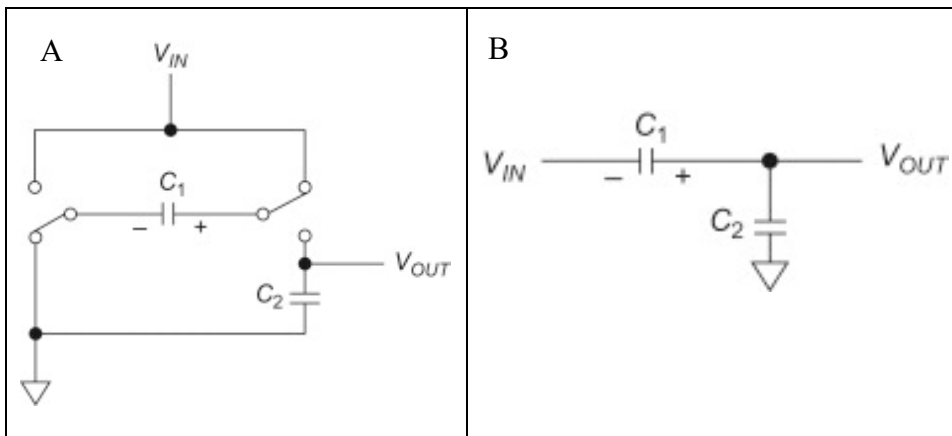 A
V_IN
C_1
– +
V_OUT
C_2
B
C_1
V_IN
V_OUT
– +
C_2